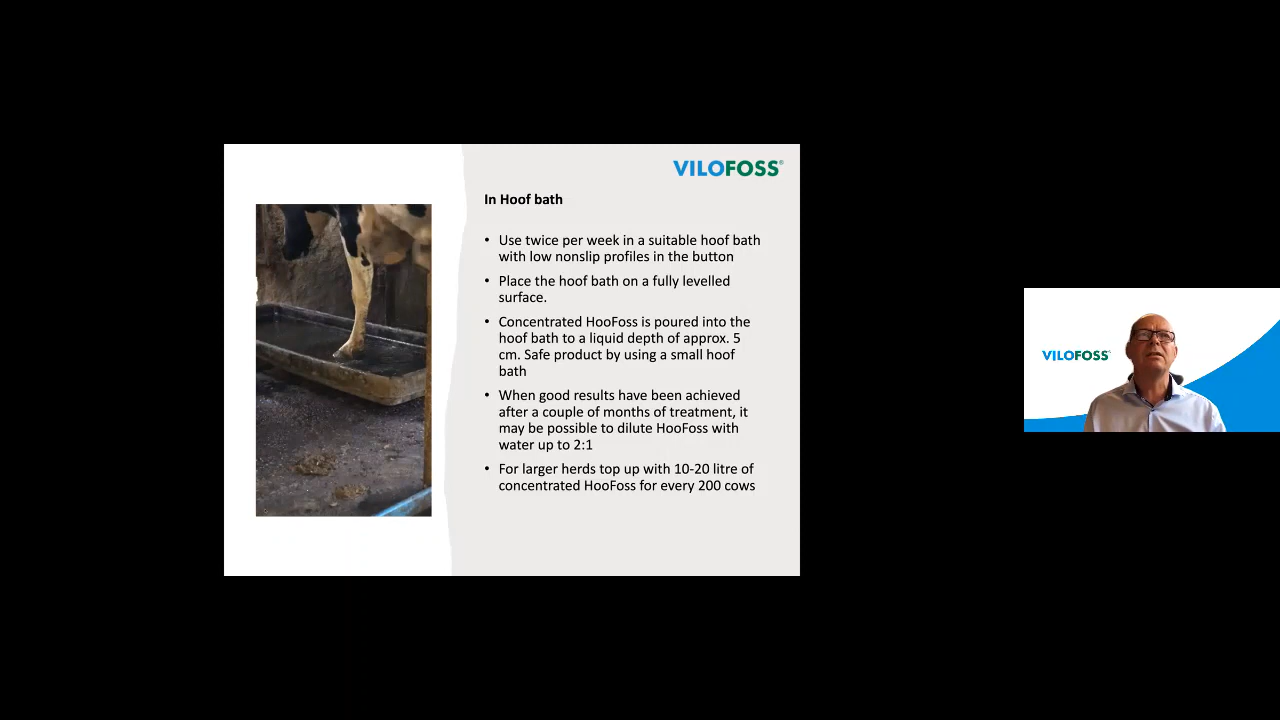 VILOFOSS®
In Hoof bath
• Use twice per week in a suitable hoof bath
with low nonslip profiles in the button
• Place the hoof bath on a fully levelled
surface.
• Concentrated HooFoss is poured into the
hoof bath to a liquid depth of approx. 5
cm. Safe product by using a small hoof
bath
• When good results have been achieved
after a couple of months of treatment, it
may be possible to dilute HooFoss with
water up to 2:1
• For larger herds top up with 10-20 litre of
concentrated HooFoss for every 200 cows
VILOFOSS®